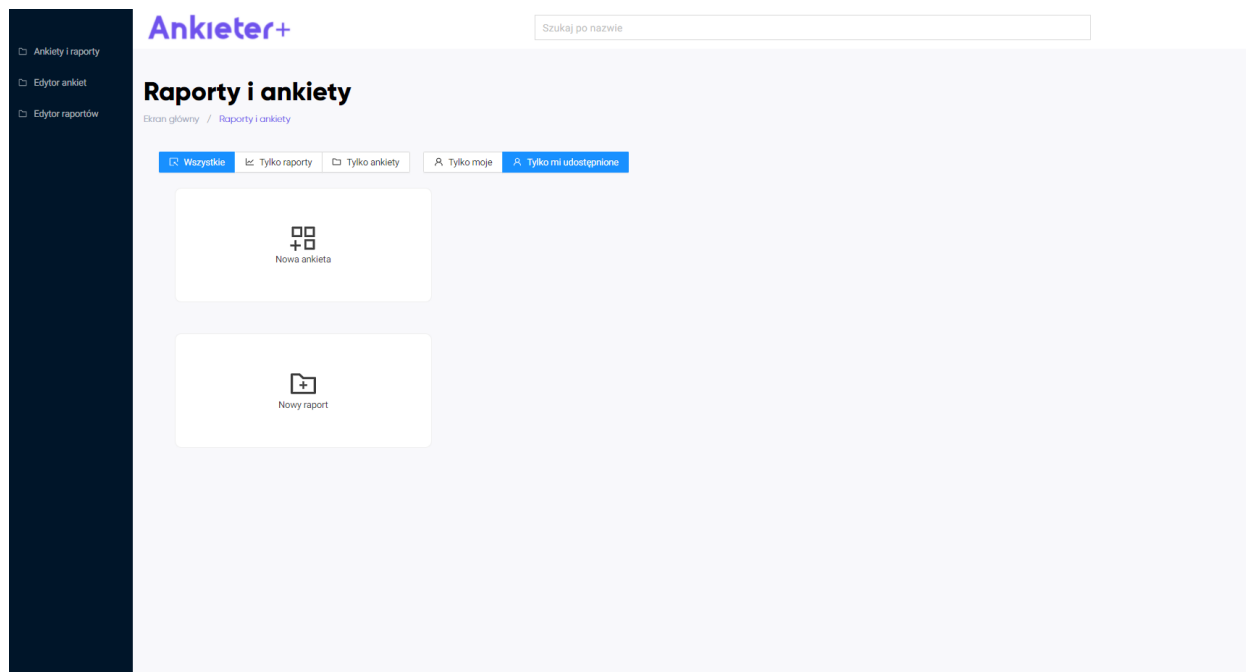 Ankieter+
Szukaj po nazwie
Ankiety i raporty
Edytor ankiet
Edytor raportów
Raporty i ankiety
Ekran główny / Raporty i ankiety
Wszystkie Tylko raporty Tylko ankiety Tylko moje Tylko mi udostępnione
Nowa ankieta
Nowy raport